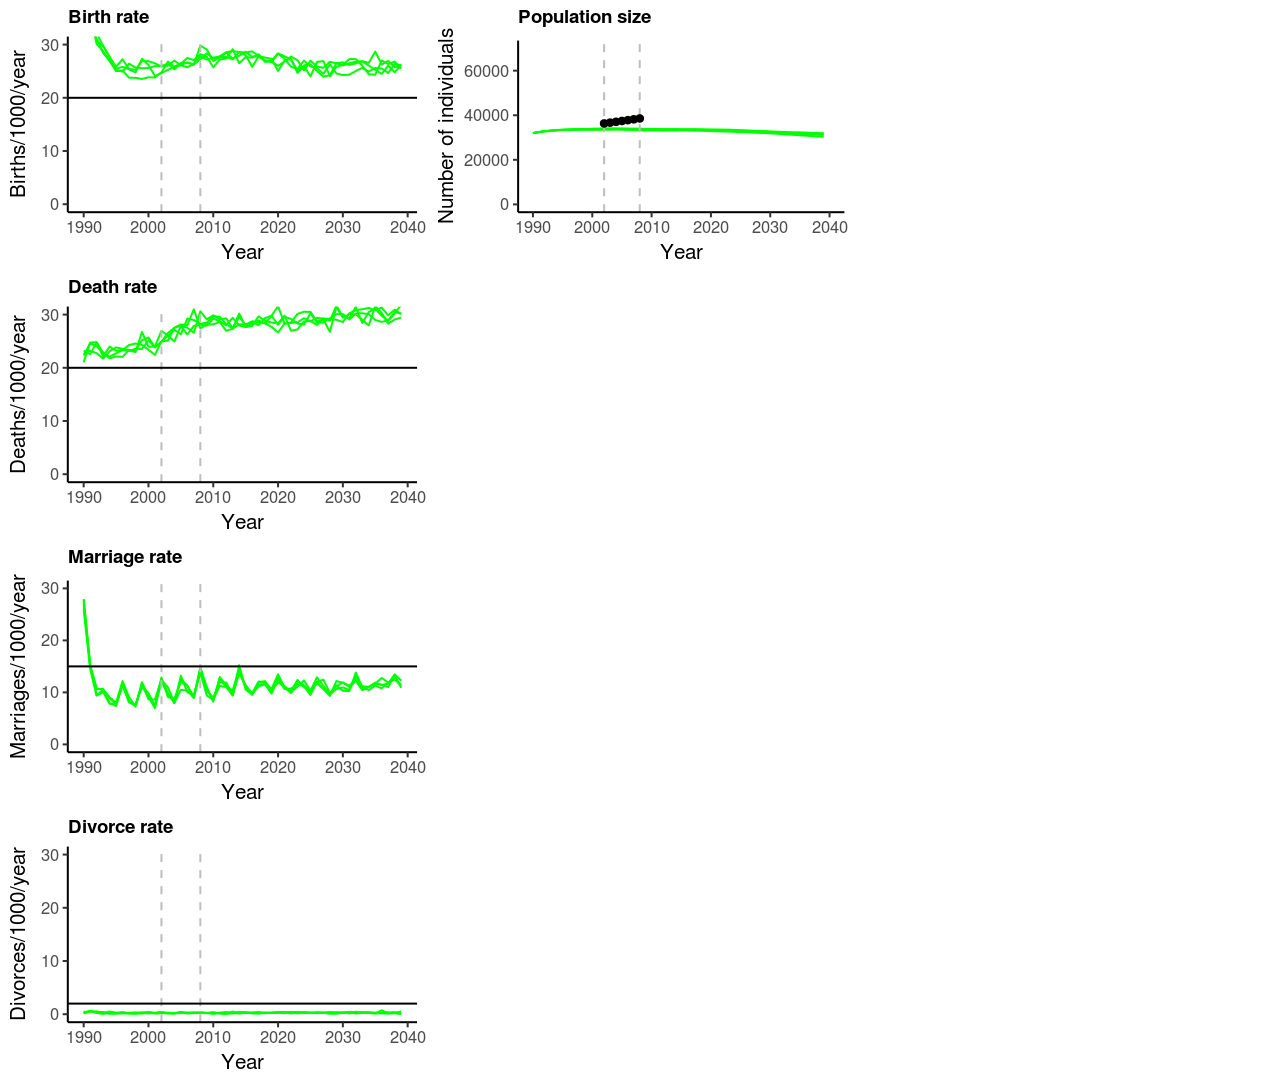 Birth rate
Births/1000/year
30
20
10
0
1990 2000 2010 2020 2030 2040
Year
Population size
Number of individuals
60000
40000
20000
0
1990 2000 2010 2020 2030 2040
Year
Death rate
Deaths/1000/year
30
20
10
0
1990 2000 2010 2020 2030 2040
Year
Marriage rate
Marriages/1000/year
30
20
10
0
1990 2000 2010 2020 2030 2040
Year
Divorce rate
Divorces/1000/year
30
20
10
0
1990 2000 2010 2020 2030 2040
Year